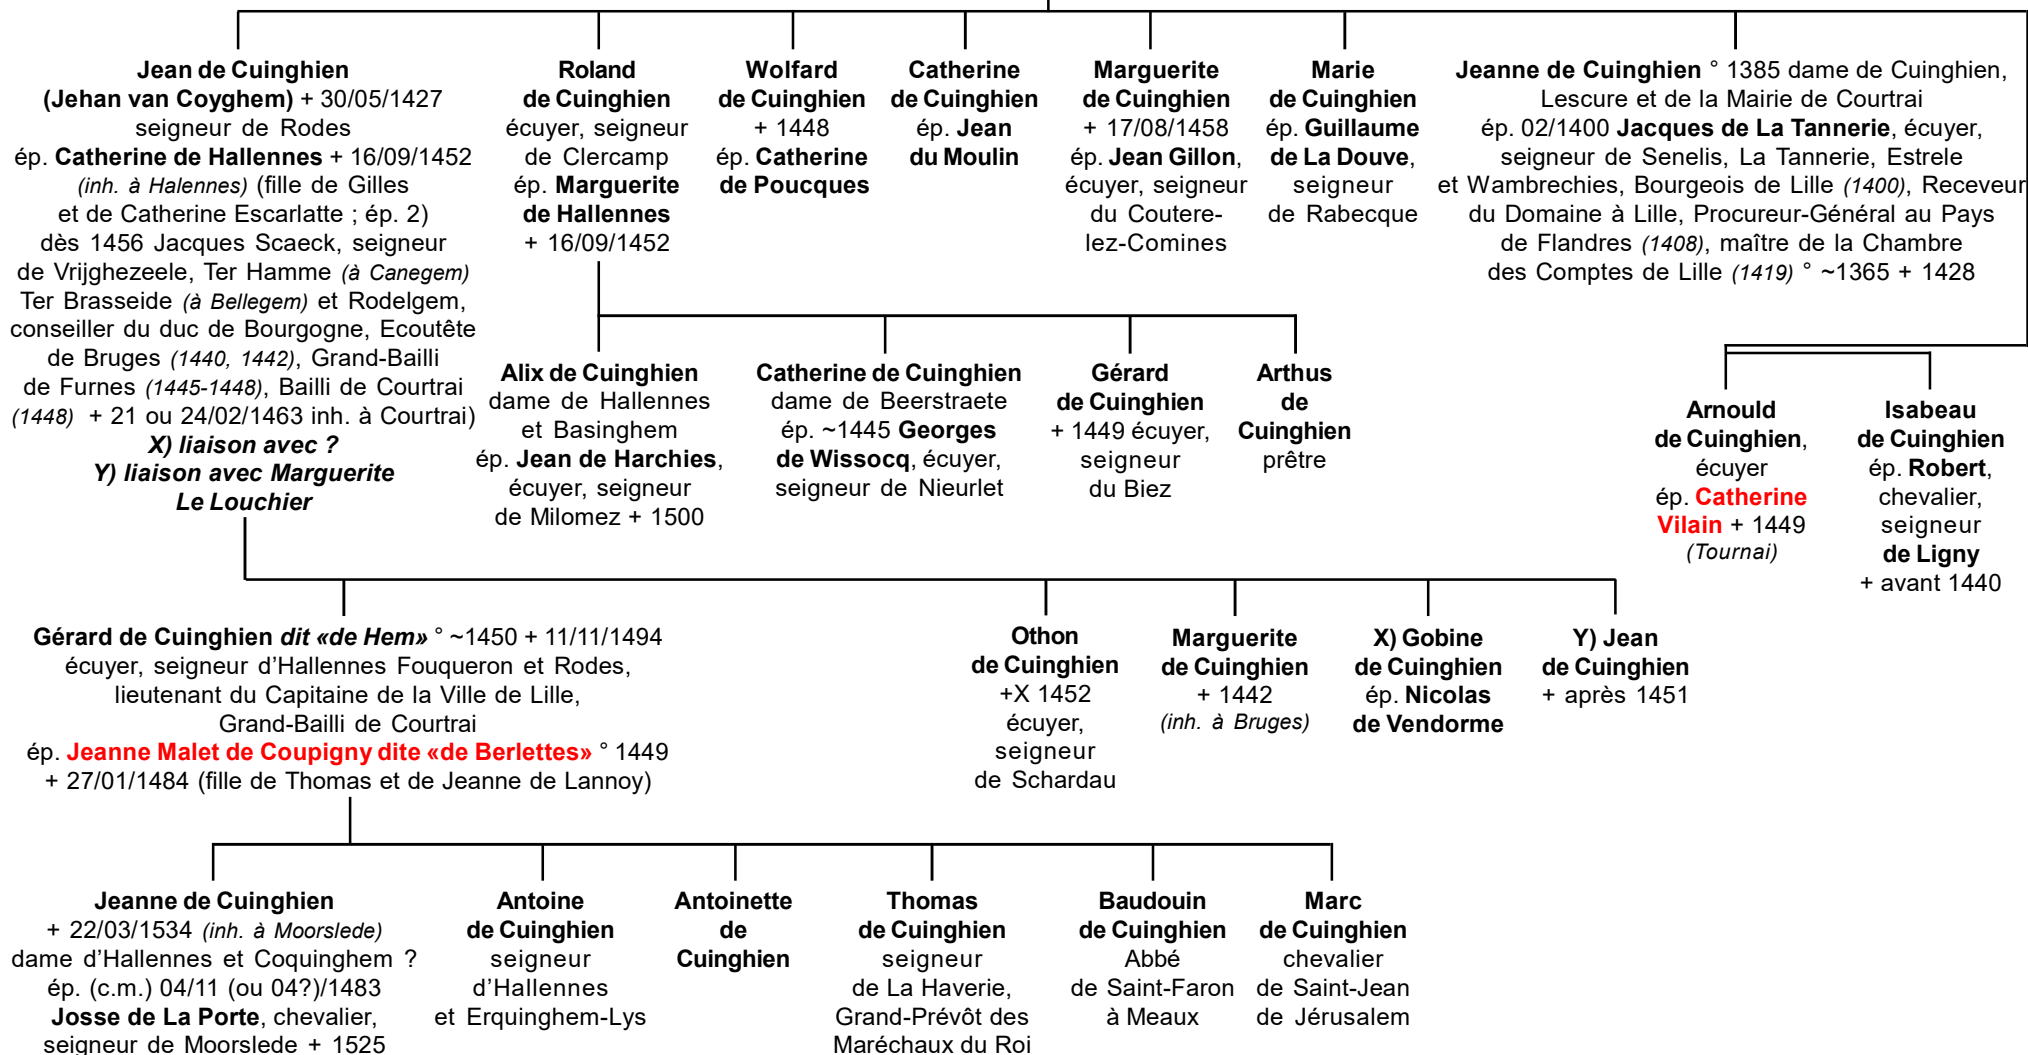 Jean de Cuinghien
(Jehan van Coyghem) + 30/05/1427
seigneur de Rodes
ép. Catherine de Hallennes + 16/09/1452
(inh. à Halennes) (fille de Gilles
et de Catherine Escarlatte ; ép. 2)
dès 1456 Jacques Scaeck, seigneur
de Vrijghezeele, Ter Hamme (à Canegem)
Ter Brasseide (à Bellegem) et Rodelgem,
conseiller du duc de Bourgogne, Ecoutête
de Bruges (1440, 1442), Grand-Bailli
de Furnes (1445-1448), Bailli de Courtrai
(1448) + 21 ou 24/02/1463 inh. à Courtrai)
X) liaison avec ?
Y) liaison avec Marguerite
Le Louchier
Roland
de Cuinghien
écuyer, seigneur
de Clercamp
ép. Marguerite
de Hallennes
+ 16/09/1452
Wolfard
de Cuinghien
+ 1448
ép. Catherine
de Poucques
Catherine
de Cuinghien
ép. Jean
du Moulin
Marguerite
de Cuinghien
+ 17/08/1458
ép. Jean Gillon,
écuyer, seigneur
du Coutere-
lez-Comines
Marie
de Cuinghien
ép. Guillaume
de La Douve,
seigneur
de Rabecque
Jeanne de Cuinghien ° 1385 dame de Cuinghien,
Lescure et de la Mairie de Courtrai
ép. 02/1400 Jacques de La Tannerie, écuyer,
seigneur de Senelis, La Tannerie, Estrele
et Wambrechies, Bourgeois de Lille (1400), Receveur
du Domaine à Lille, Procureur-Général au Pays
de Flandres (1408), maître de la Chambre
des Comptes de Lille (1419) ° ~1365 + 1428
Alix de Cuinghien
dame de Hallennes
et Basinghem
ép. Jean de Harchies,
écuyer, seigneur
de Milomez + 1500
Catherine de Cuinghien
dame de Beerstraete
ép. ~1445 Georges
de Wissocq, écuyer,
seigneur de Nieurlet
Gérard
de Cuinghien
+ 1449 écuyer,
seigneur
du Biez
Arthus
de
Cuinghien
prêtre
Arnould
de Cuinghien,
écuyer
ép. Catherine
Vilain + 1449
(Tournai)
Isabeau
de Cuinghien
ép. Robert,
chevalier,
seigneur
de Ligny
+ avant 1440
Gérard de Cuinghien dit «de Hem» ° ~1450 + 11/11/1494
écuyer, seigneur d'Hallennes Fouqueron et Rodes,
lieutenant du Capitaine de la Ville de Lille,
Grand-Bailli de Courtrai
ép. Jeanne Malet de Coupigny dite «de Berlettes» ° 1449
+ 27/01/1484 (fille de Thomas et de Jeanne de Lannoy)
Othon
de Cuinghien
+X 1452
écuyer,
seigneur
de Schardau
Marguerite
de Cuinghien
+ 1442
(inh. à Bruges)
X) Gobine
de Cuinghien
ép. Nicolas
de Vendorme
Y) Jean
de Cuinghien
+ après 1451
Jeanne de Cuinghien
+ 22/03/1534 (inh. à Moorslede)
dame d'Hallennes et Coquinghem ?
ép. (c.m.) 04/11 (ou 04?)/1483
Josse de La Porte, chevalier,
seigneur de Moorslede + 1525
Antoine
de Cuinghien
seigneur
d'Hallennes
et Erquinghem-Lys
Antoinette
de
Cuinghien
Thomas
de Cuinghien
seigneur
de La Haverie,
Grand-Prévôt des
Maréchaux du Roi
Baudouin
de Cuinghien
Abbé
de Saint-Faron
à Meaux
Marc
de Cuinghien
chevalier
de Saint-Jean
de Jérusalem